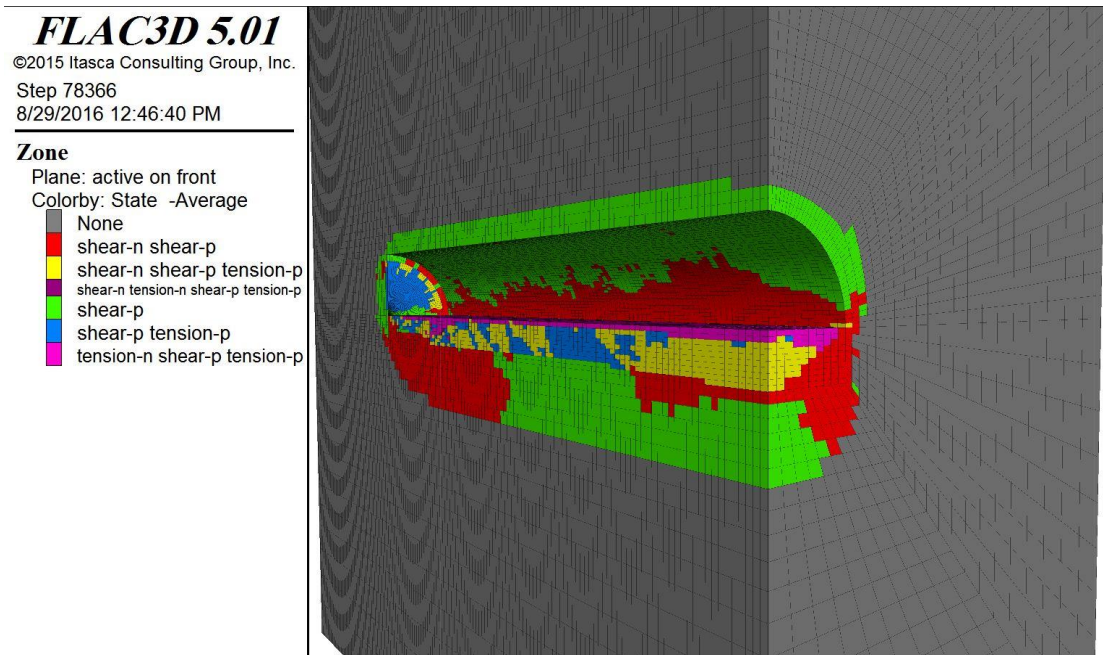 FLAC3D 5.01
©2015 Itasca Consulting Group, Inc.
Step 78366
8/29/2016 12:46:40 PM
Zone
Plane: active on front
Colorby: State -Average
None
shear-n shear-p
shear-n shear-p tension-p
shear-n tension-n shear-p tension-p
shear-p
shear-p tension-p
tension-n shear-p tension-p